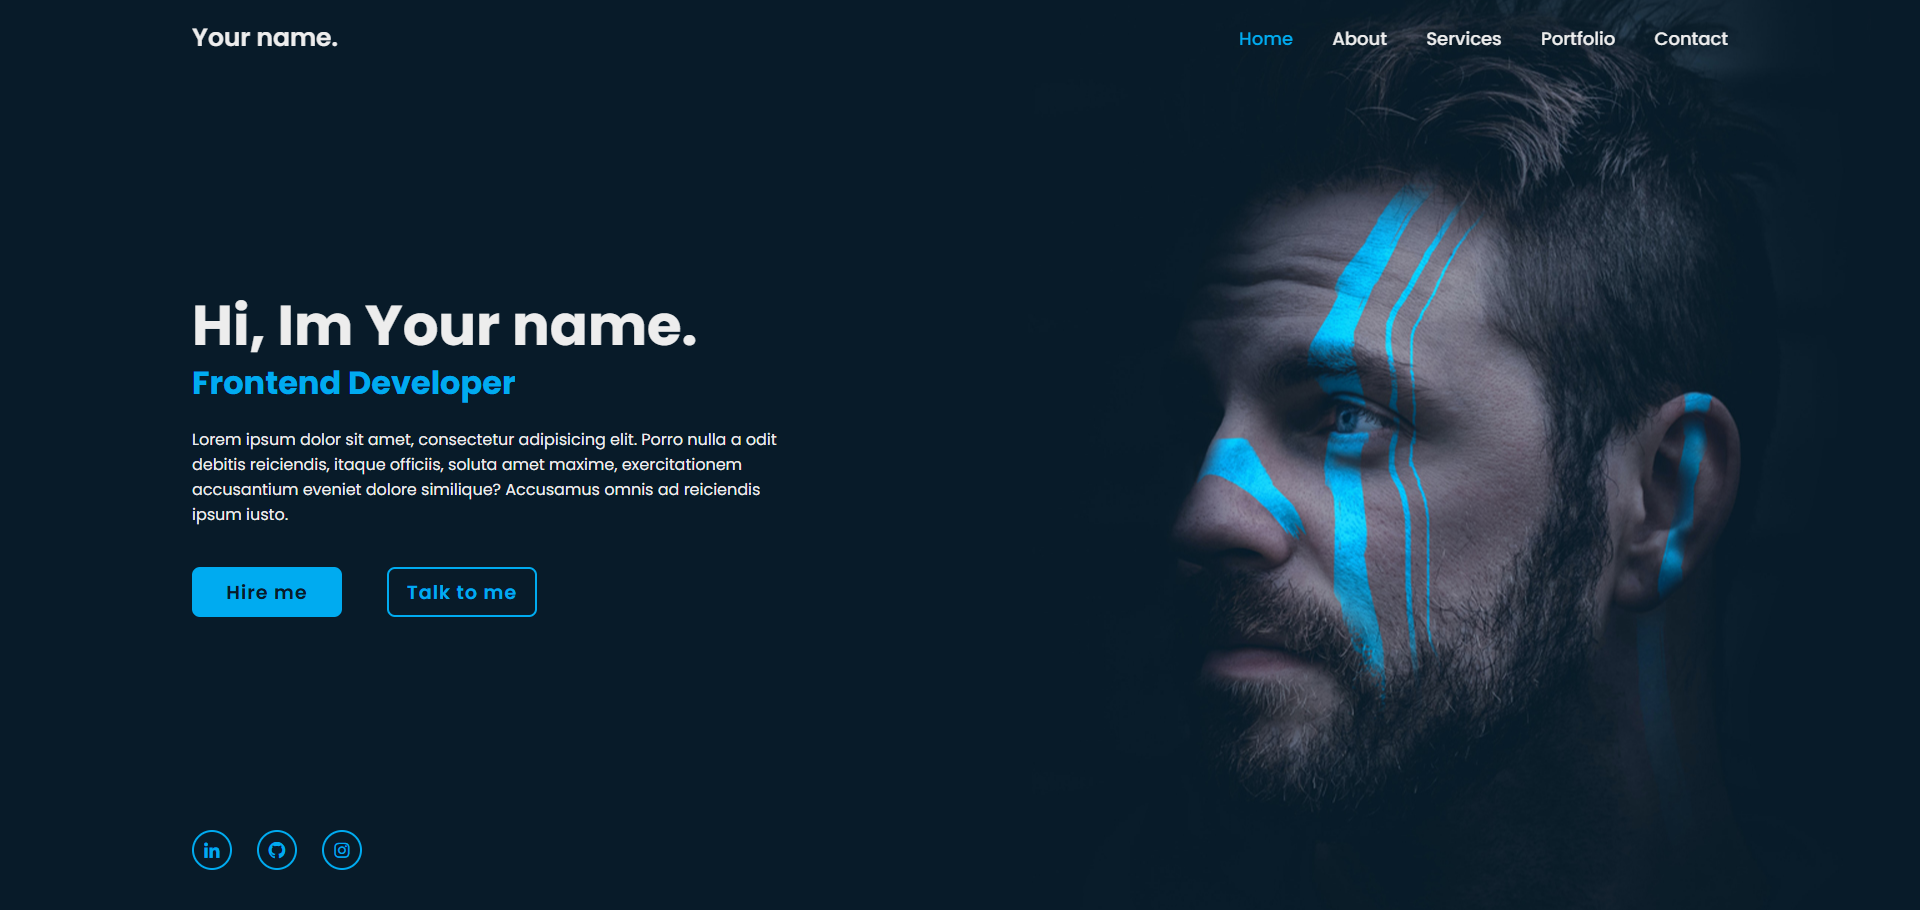 Your name.
Home About Services Portfolio Contact
Hi, Im Your name.
Frontend Developer
Lorem ipsum dolor sit amet, consectetur adipisicing elit. Porro nulla a odit
debitis reiciendis, itaque officiis, soluta amet maxime, exercitationem
accusantium eveniet dolore similique? Accusamus omnis ad reiciendis
ipsum iusto.
Hire me
Talk to me
in